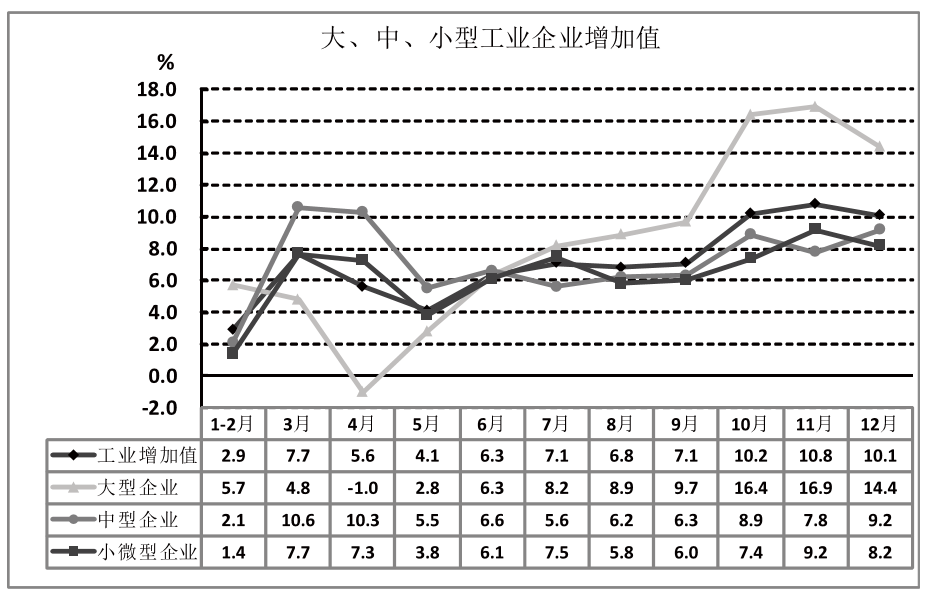 大、中、小型工业企业增加值
%
18.0
16.0
14.0
12.0
10.0
8.0
6.0
4.0
2.0
0.0
-2.0
1-2月 3月 4月 5月 6月 7月 8月 9月 10月 11月 12月
工业增加值 2.9 7.7 5.6 4.1 6.3 7.1 6.8 7.1 10.2 10.8 10.1
大型企业 5.7 4.8 -1.0 2.8 6.3 8.2 8.9 9.7 16.4 16.9 14.4
中型企业 2.1 10.6 10.3 5.5 6.6 5.6 6.2 6.3 8.9 7.8 9.2
小微型企业 1.4 7.7 7.3 3.8 6.1 7.5 5.8 6.0 7.4 9.2 8.2